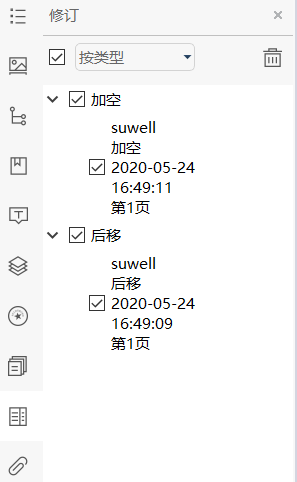 修订
按类型
加空
suwell
加空
2020-05-24
16:49:11
第1页
后移
suwell
后移
2020-05-24
16:49:09
第1页